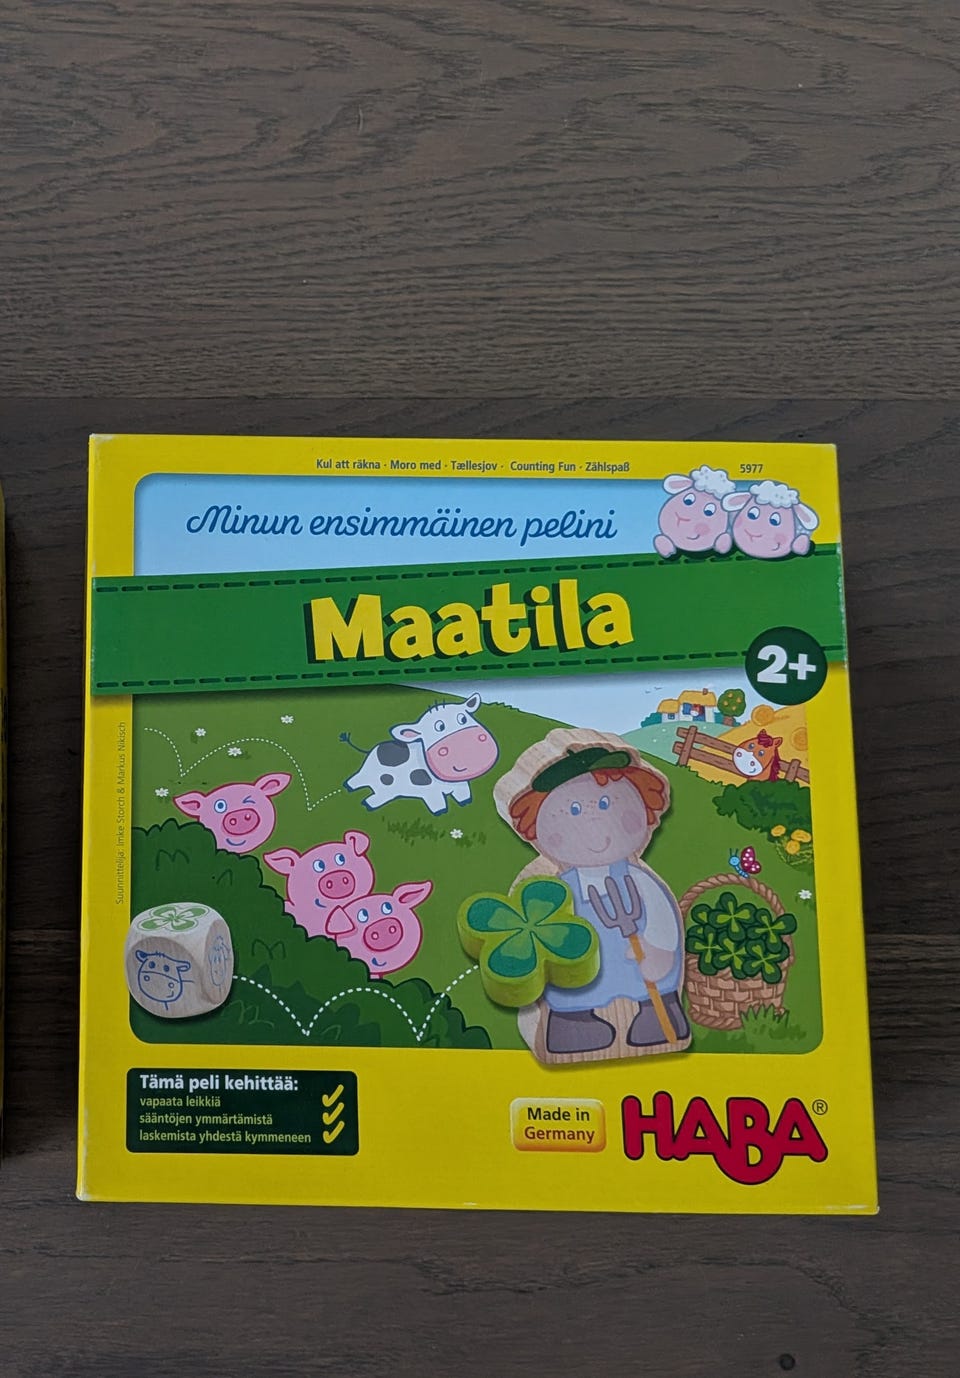 Kul att räkna · Moro med · Tællesjov · Counting Fun · Zählspaß
5977
Minun ensimmäinen pelini
Maatila
2+
Suunnittelija: Imke Storch & Markus Nikisch
Tämä peli kehittää:
vapaata leikkiä
sääntöjen ymmärtämistä
laskemista yhdestä kymmeneen
Made in
Germany
HABA®